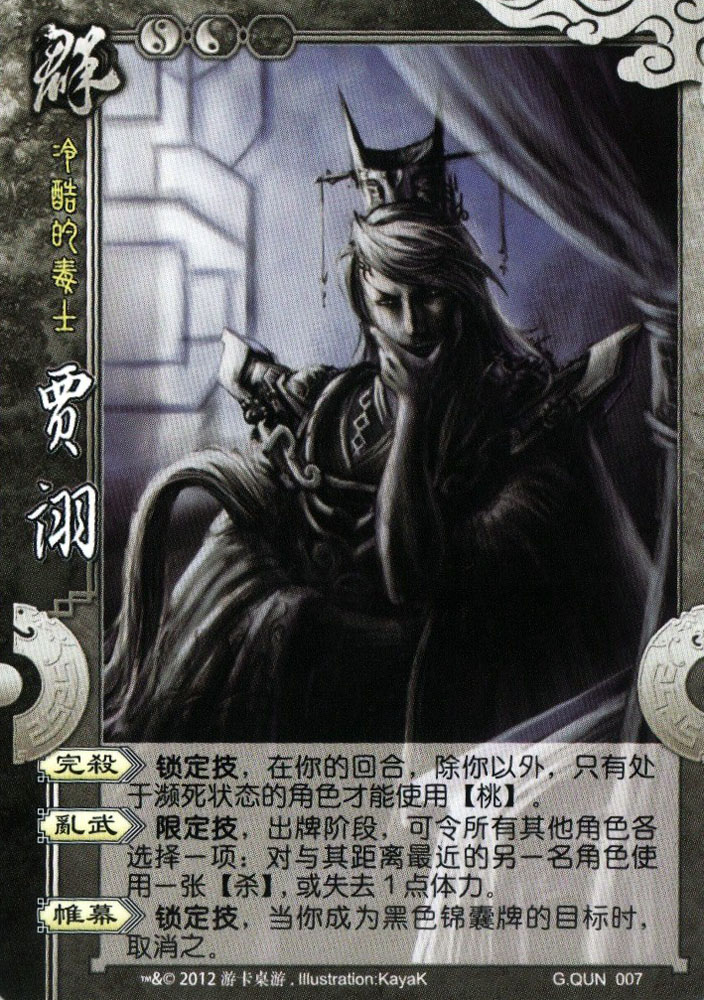 群
冷酷的毒士
贾诩
完殺 锁定技，在你的回合，除你以外，只有处
于濒死状态的角色才能使用【桃】。
亂武 限定技，出牌阶段，可令所有其他角色各
选择一项：对与其距离最近的另一名角色使
用一张【杀】，或失去1点体力。
帷幕 锁定技，当你成为黑色锦囊牌的目标时，
取消之。
™&© 2012 游卡桌游 , Illustration:KayaK G.QUN 007